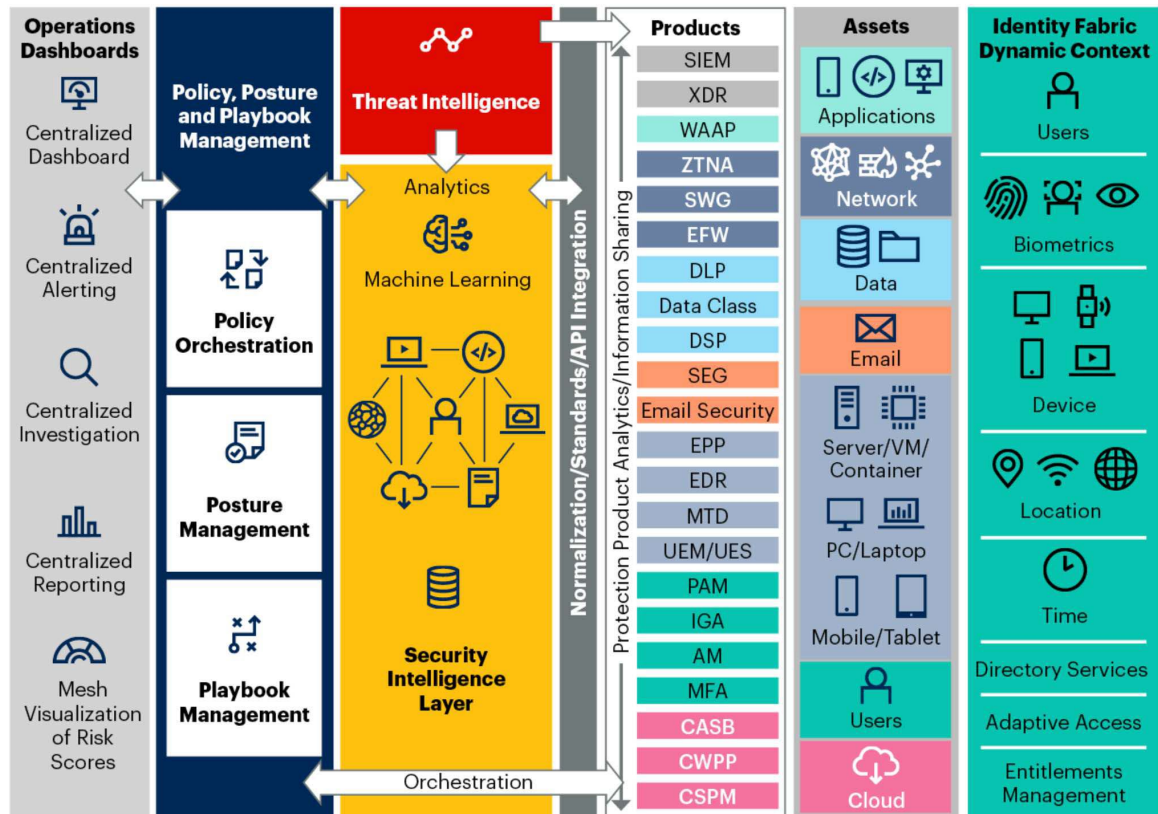 Operations
Dashboards
Centralized
Dashboard
Centralized
Alerting
Centralized
Investigation
Centralized
Reporting
Mesh
Visualization
of Risk
Scores
Policy, Posture
and Playbook
Management
Policy
Orchestration
Posture
Management
Playbook
Management
Threat Intelligence
Analytics
Machine Learning
Security
Intelligence
Layer
Orchestration
Normalization/Standards/API Integration
Protection Product Analytics/Information Sharing
Products
SIEM
XDR
WAAP
ZTNA
SWG
EFW
DLP
Data Class
DSP
SEG
Email Security
EPP
EDR
MTD
UEM/UES
PAM
IGA
AM
MFA
CASB
CWPP
CSPM
Assets
Applications
Network
Data
Email
Server/VM/
Container
PC/Laptop
Mobile/Tablet
Users
Cloud
Identity Fabric
Dynamic Context
Users
Biometrics
Device
Location
Time
Directory Services
Adaptive Access
Entitlements
Management